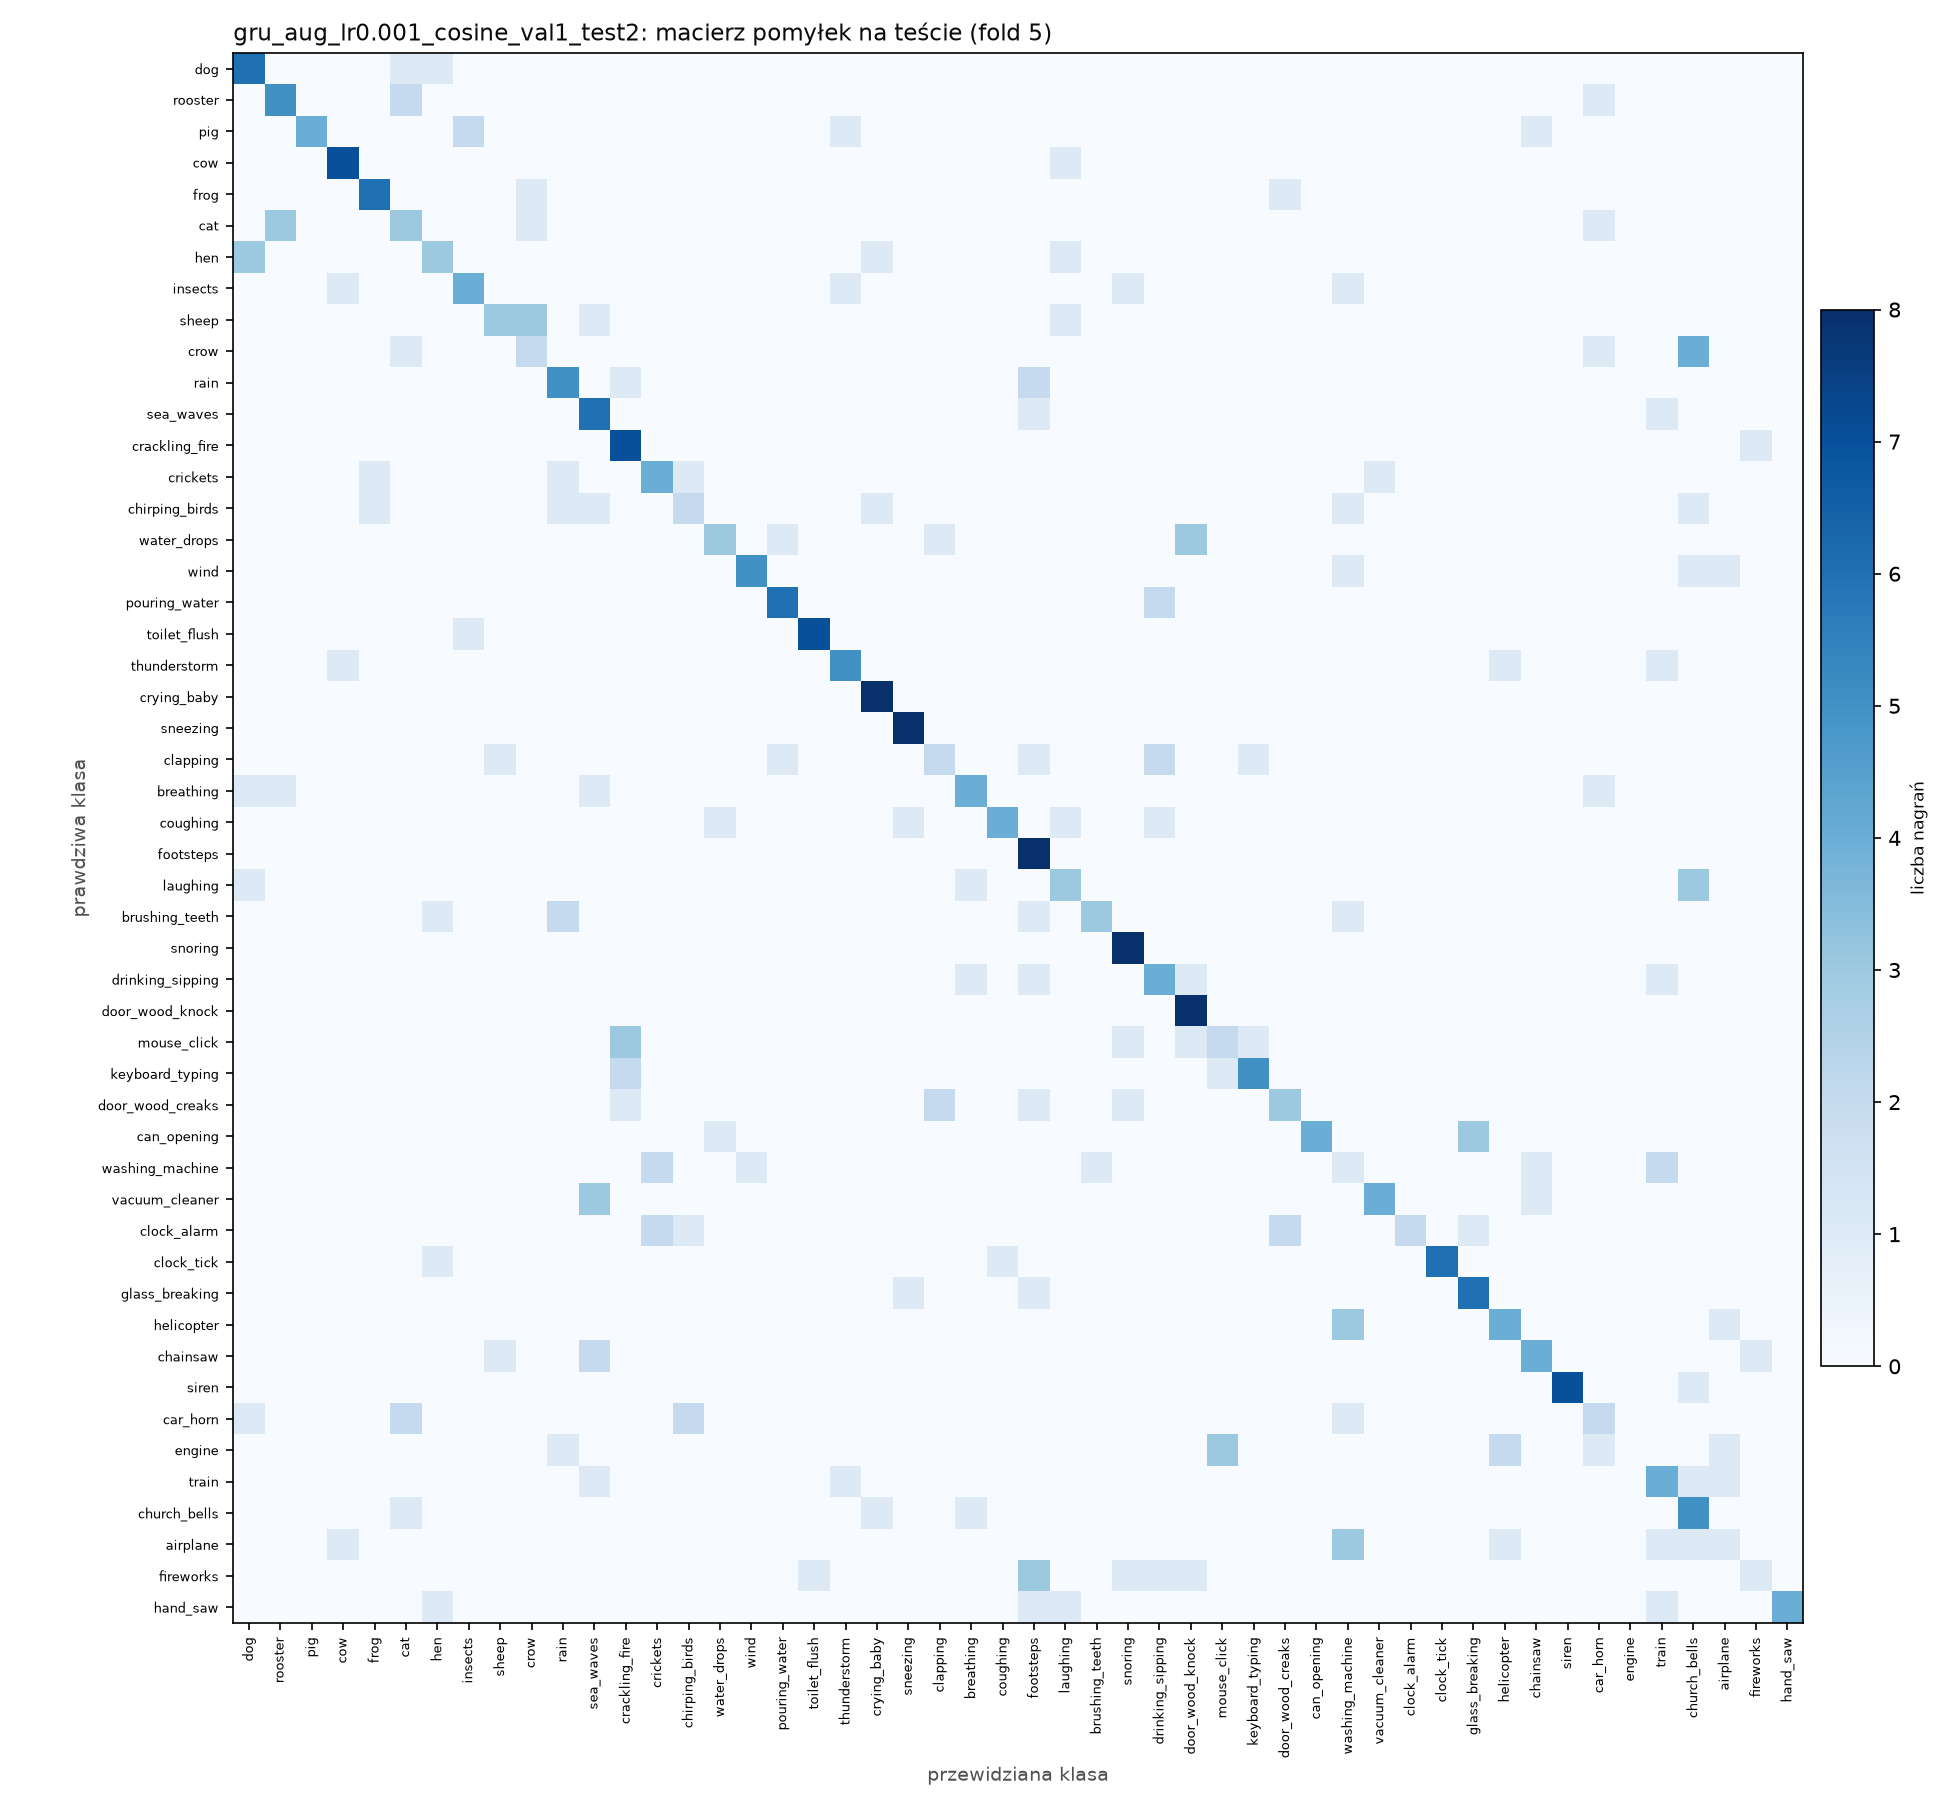 gru_aug_lr0.001_cosine_val1_test2: macierz pomyłek na teście (fold 5)
dog
rooster
pig
cow
frog
cat
hen
insects
sheep
crow
rain
sea_waves
crackling_fire
crickets
chirping_birds
water_drops
wind
pouring_water
toilet_flush
thunderstorm
crying_baby
sneezing
clapping
breathing
coughing
footsteps
laughing
brushing_teeth
snoring
drinking_sipping
door_wood_knock
mouse_click
keyboard_typing
door_wood_creaks
can_opening
washing_machine
vacuum_cleaner
clock_alarm
clock_tick
glass_breaking
helicopter
chainsaw
siren
car_horn
engine
train
church_bells
airplane
fireworks
hand_saw
prawdziwa klasa
dog
rooster
pig
cow
frog
cat
hen
insects
sheep
crow
rain
sea_waves
crackling_fire
crickets
chirping_birds
water_drops
wind
pouring_water
toilet_flush
thunderstorm
crying_baby
sneezing
clapping
breathing
coughing
footsteps
laughing
brushing_teeth
snoring
drinking_sipping
door_wood_knock
mouse_click
keyboard_typing
door_wood_creaks
can_opening
washing_machine
vacuum_cleaner
clock_alarm
clock_tick
glass_breaking
helicopter
chainsaw
siren
car_horn
engine
train
church_bells
airplane
fireworks
hand_saw
przewidziana klasa
8
7
6
5
4
3
2
1
0
liczba nagrań